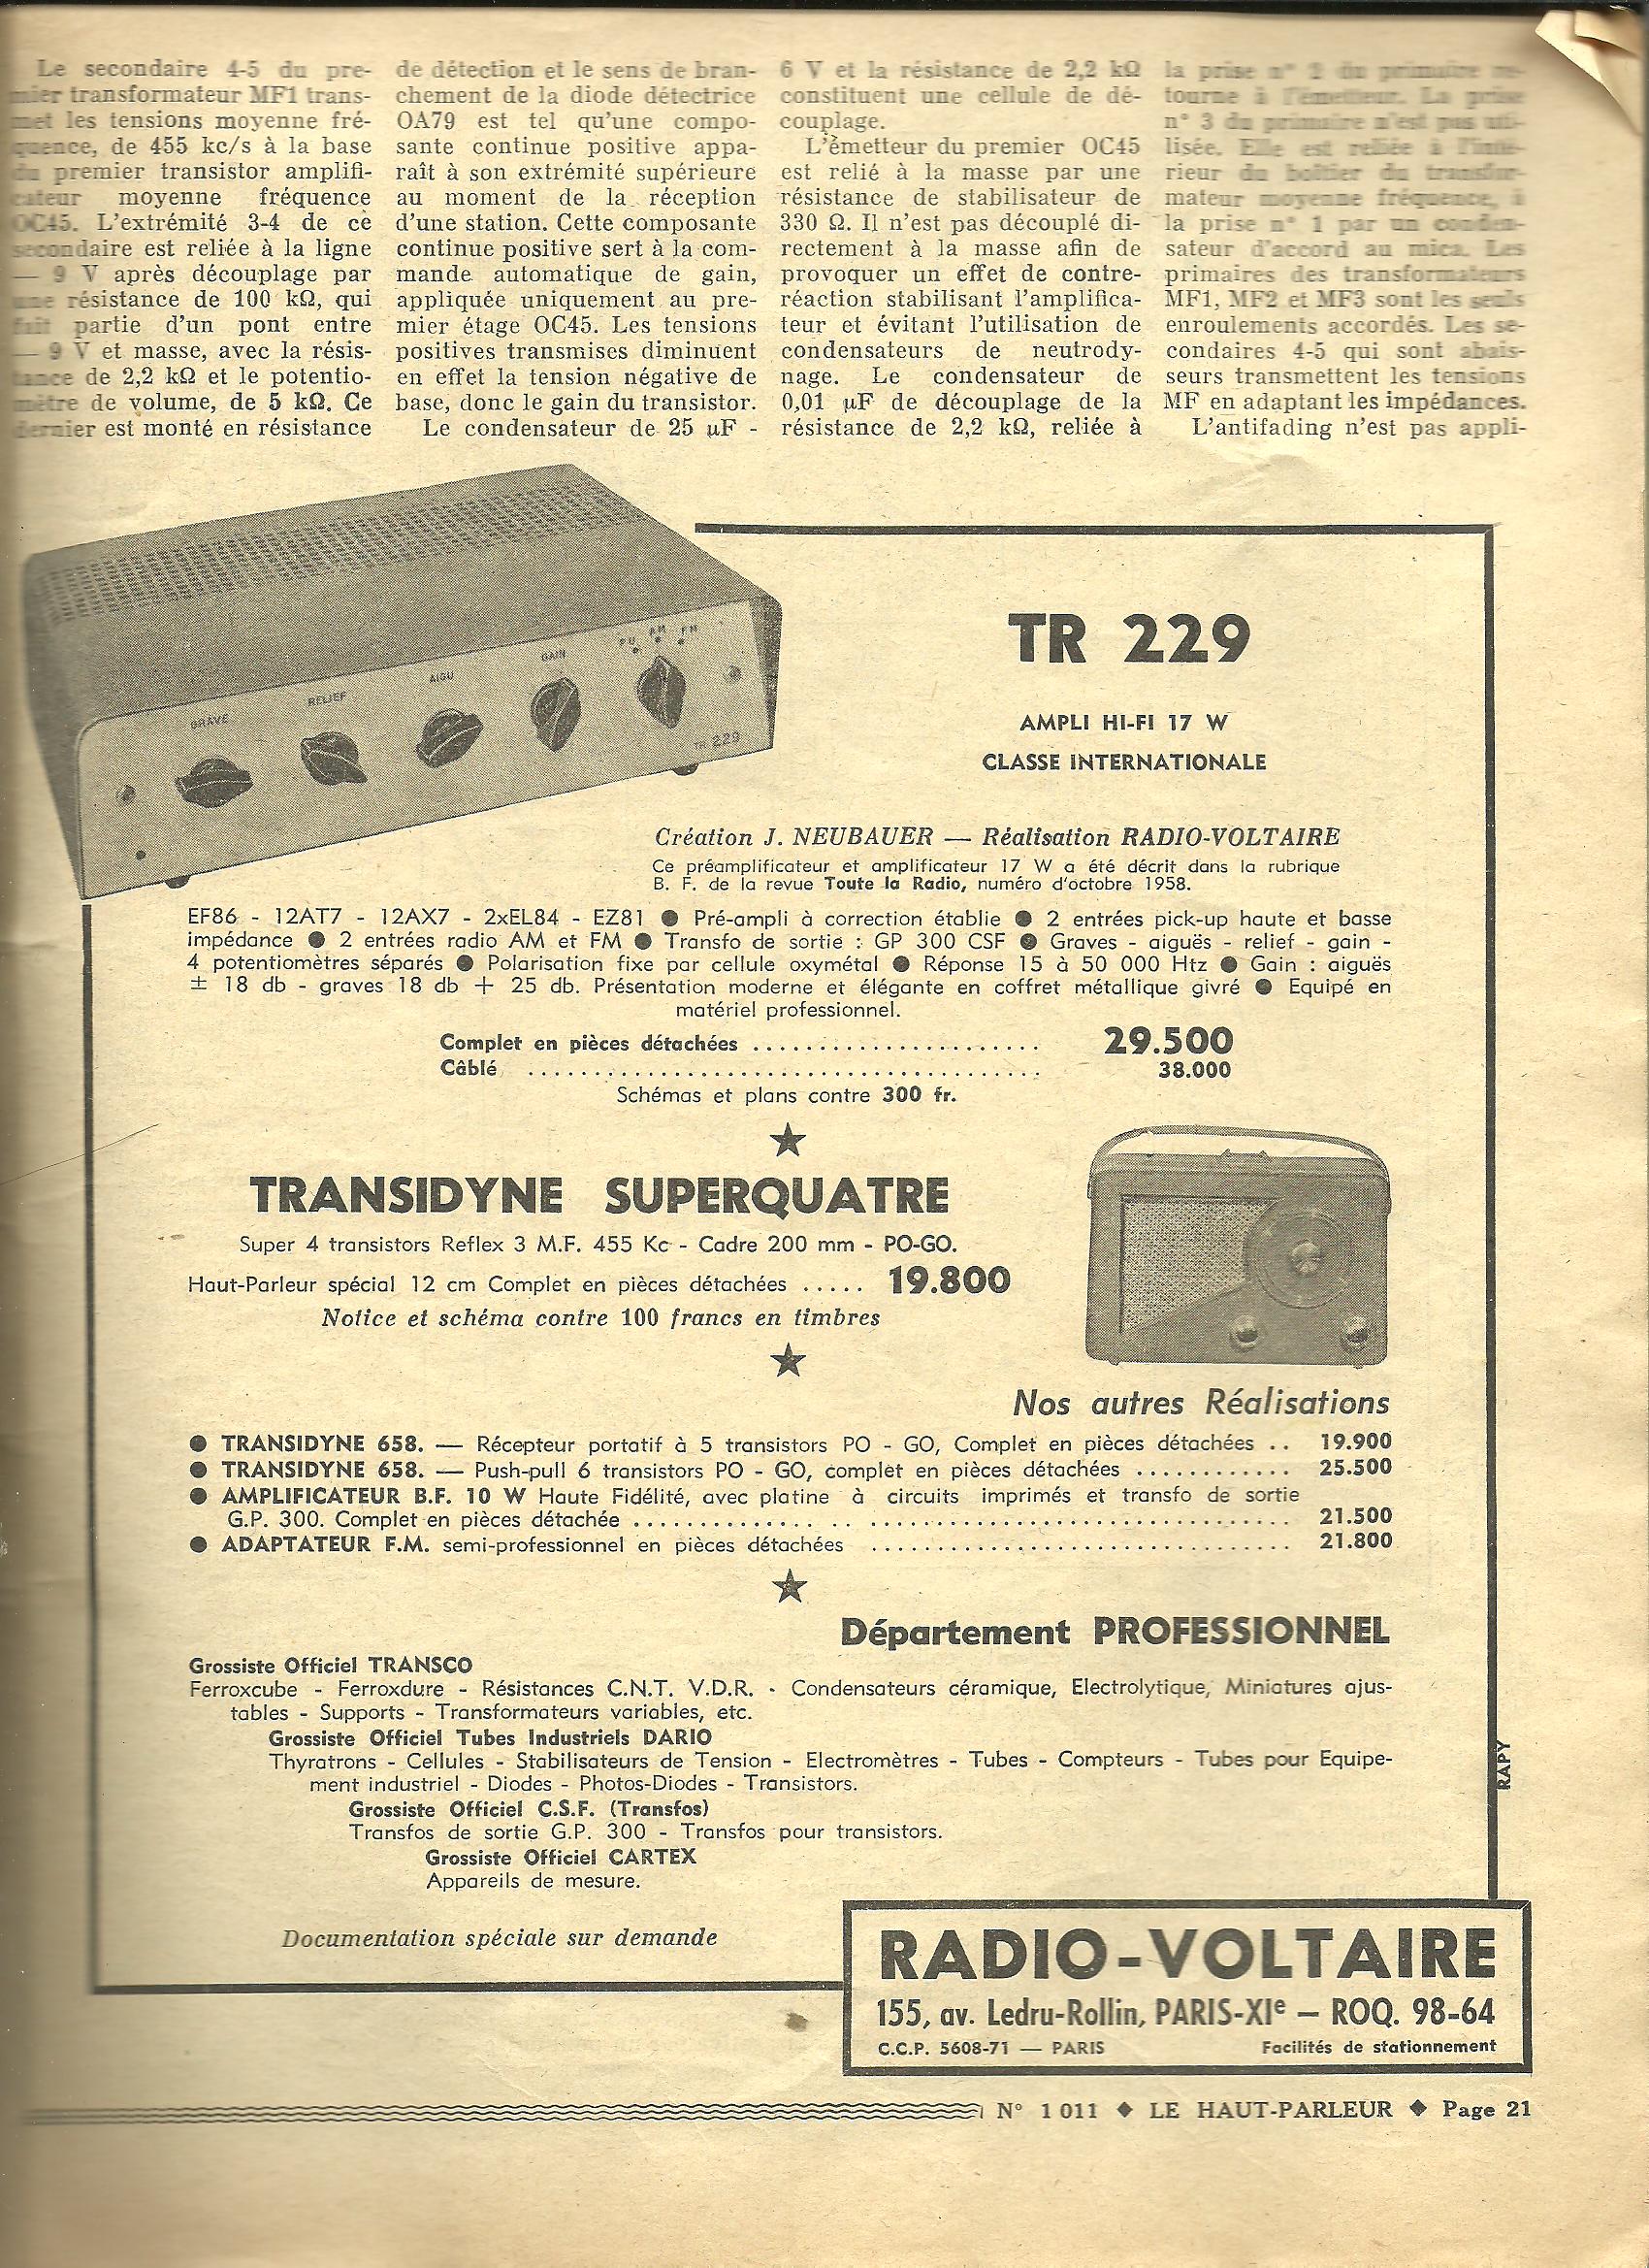 Le secondaire 4-5 du pre-
mier transformateur MF1 trans-
met les tensions moyenne fré-
quence, de 455 kc/s à la base
du premier transistor amplifi-
cateur moyenne fréquence
OC45. L'extrémité 3-4 de ce
secondaire est reliée à la ligne
— 9 V après découplage par
une résistance de 100 kΩ, qui
fait partie d'un pont entre
— 9 V et masse, avec la résis-
tance de 2,2 kΩ et le potentio-
mètre de volume, de 5 kΩ. Ce
dernier est monté en résistance
de détection et le sens de bran-
chement de la diode détectrice
OA79 est tel qu'une compo-
sante continue positive appa-
raît à son extrémité supérieure
au moment de la réception
d'une station. Cette composante
continue positive sert à la com-
mande automatique de gain,
appliquée uniquement au pre-
mier étage OC45. Les tensions
positives transmises diminuent
en effet la tension négative de
base, donc le gain du transistor.
Le condensateur de 25 µF -
6 V et la résistance de 2,2 kΩ
constituent une cellule de dé-
couplage.
L'émetteur du premier OC45
est relié à la masse par une
résistance de stabilisateur de
330 Ω. Il n'est pas découplé di-
rectement à la masse afin de
provoquer un effet de contre-
réaction stabilisant l'amplifica-
teur et évitant l'utilisation de
condensateurs de neutrody-
nage. Le condensateur de
0,01 µF de découplage de la
résistance de 2,2 kΩ, reliée à
la prise n° 2 du primaire re-
tourne à l'émetteur. La prise
n° 3 du primaire n'est pas uti-
lisée. Elle est reliée à l'inté-
rieur du boîtier du transfor-
mateur moyenne fréquence, à
la prise n° 1 par un conden-
sateur d'accord au mica. Les
primaires des transformateurs
MF1, MF2 et MF3 sont les seuls
enroulements accordés. Les se-
condaires 4-5 qui sont abais-
seurs transmettent les tensions
MF en adaptant les impédances.
L'antifading n'est pas appli-
GRAVE
RELIEF
AIGU
GAIN
PU AM FM
TR 229
TR 229
AMPLI HI-FI 17 W
CLASSE INTERNATIONALE
Création J. NEUBAUER — Réalisation RADIO-VOLTAIRE
Ce préamplificateur et amplificateur 17 W a été décrit dans la rubrique
B. F. de la revue Toute la Radio, numéro d'octobre 1958.
EF86 - 12AT7 - 12AX7 - 2xEL84 - EZ81 ● Pré-ampli à correction établie ● 2 entrées pick-up haute et basse
impédance ● 2 entrées radio AM et FM ● Transfo de sortie : GP 300 CSF ● Graves - aiguës - relief - gain -
4 potentiomètres séparés ● Polarisation fixe par cellule oxymétal ● Réponse 15 à 50 000 Htz ● Gain : aiguës
± 18 db - graves 18 db + 25 db. Présentation moderne et élégante en coffret métallique givré ● Equipé en
matériel professionnel.
Complet en pièces détachées ...................... 29.500
Câblé ....................................... 38.000
Schémas et plans contre 300 fr.
★
TRANSIDYNE SUPERQUATRE
Super 4 transistors Reflex 3 M.F. 455 Kc - Cadre 200 mm - PO-GO.
Haut-Parleur spécial 12 cm Complet en pièces détachées ..... 19.800
Notice et schéma contre 100 francs en timbres
★
Nos autres Réalisations
● TRANSIDYNE 658. — Récepteur portatif à 5 transistors PO - GO, Complet en pièces détachées .. 19.900
● TRANSIDYNE 658. — Push-pull 6 transistors PO - GO, complet en pièces détachées ............ 25.500
● AMPLIFICATEUR B.F. 10 W Haute Fidélité, avec platine à circuits imprimés et transfo de sortie
G.P. 300. Complet en pièces détachée ................................................ 21.500
● ADAPTATEUR F.M. semi-professionnel en pièces détachées ................................ 21.800
★
Département PROFESSIONNEL
Grossiste Officiel TRANSCO
Ferroxcube - Ferroxdure - Résistances C.N.T. V.D.R. - Condensateurs céramique, Electrolytique, Miniatures ajus-
tables - Supports - Transformateurs variables, etc.
Grossiste Officiel Tubes Industriels DARIO
Thyratrons - Cellules - Stabilisateurs de Tension - Electromètres - Tubes - Compteurs - Tubes pour Equipe-
ment industriel - Diodes - Photos-Diodes - Transistors.
Grossiste Officiel C.S.F. (Transfos)
Transfos de sortie G.P. 300 - Transfos pour transistors.
Grossiste Officiel CARTEX
Appareils de mesure.
Documentation spéciale sur demande
RAPY
RADIO-VOLTAIRE
155, av. Ledru-Rollin, PARIS-XIe — ROQ. 98-64
C.C.P. 5608-71 — PARIS Facilités de stationnement
N° 1 011 ◆ LE HAUT-PARLEUR ◆ Page 21